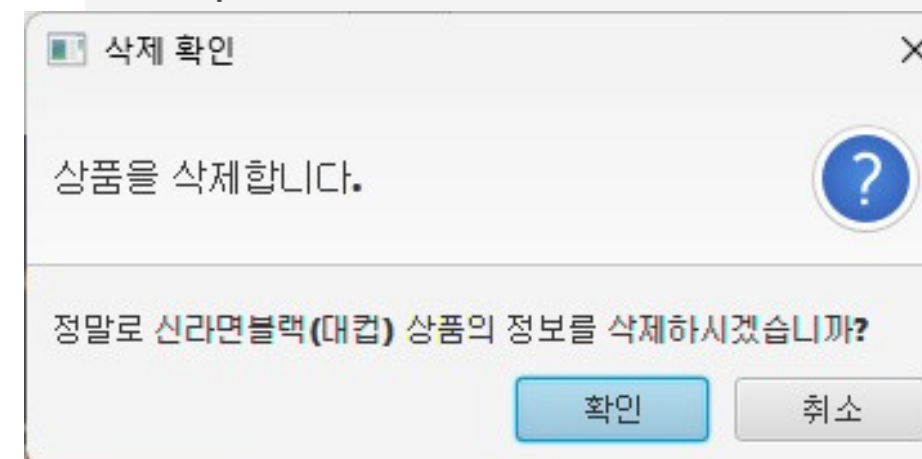 삭제 확인
상품을 삭제합니다.
정말로 신라면블랙(대컵) 상품의 정보를 삭제하시겠습니까?
확인 취소